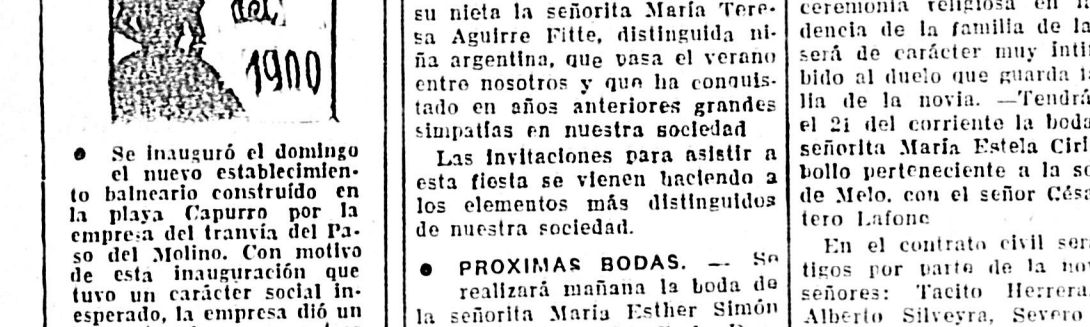 del
1900
• Se inauguró el domingo
el nuevo establecimien-
to balneario construído en
la playa Capurro por la
empresa del tranvía del Pa-
so del Molino. Con motivo
de esta inauguración que
tuvo un carácter social in-
esperado, la empresa dió un
su nieta la señorita María Tere-
sa Aguirre Fitte, distinguida ni-
ña argentina, que pasa el verano
entre nosotros y que ha conquis-
tado en años anteriores grandes
simpatías en nuestra sociedad
Las invitaciones para asistir a
esta fiesta se vienen haciendo a
los elementos más distinguidos
de nuestra sociedad.
• PROXIMAS BODAS. — Se
realizará mañana la boda de
la señorita María Esther Simón
ceremonia religiosa en la
dencia de la familia de la
será de carácter muy inti
bido al duelo que guarda la
lia de la novia. —Tendrá
el 21 del corriente la boda
señorita María Estela Ciri
bollo perteneciente a la so
de Melo, con el señor Césa
tero Lafone
En el contrato civil ser
tigos por parte de la nov
señores: Tacito Herrera,
Alberto Silveyra, Severo